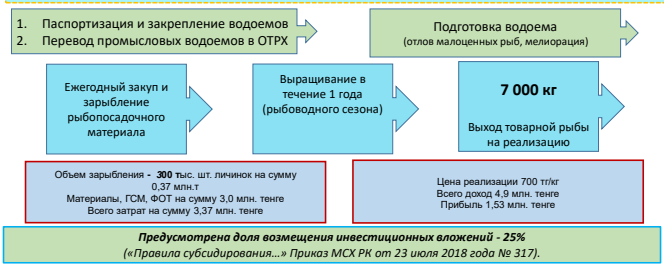 1. Паспортизация и закрепление водоемов
2. Перевод промысловых водоемов в ОТРХ
Подготовка водоема
(отлов малоценных рыб, мелиорация)
Ежегодный закуп и
зарыбление
рыбопосадочного
материала
Выращивание в
течение 1 года
(рыбоводного сезона)
7 000 кг
Выход товарной рыбы
на реализацию
Объем зарыбления - 300 тыс. шт. личинок на сумму
0,37 млн.т
Материалы, ГСМ, ФОТ на сумму 3,0 млн. тенге
Всего затрат на сумму 3,37 млн. тенге
Цена реализации 700 тг/кг
Всего доход 4,9 млн. тенге
Прибыль 1,53 млн. тенге.
Предусмотрена доля возмещения инвестиционных вложений - 25%
(«Правила субсидирования…» Приказ МСХ РК от 23 июля 2018 года № 317).